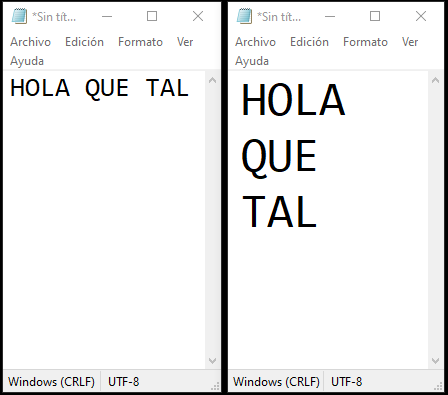 *Sin tít...
Archivo Edición Formato Ver
Ayuda
HOLA QUE TAL
Windows (CRLF) UTF-8
*Sin tít...
Archivo Edición Formato Ver
Ayuda
HOLA
QUE
TAL
Windows (CRLF) UTF-8